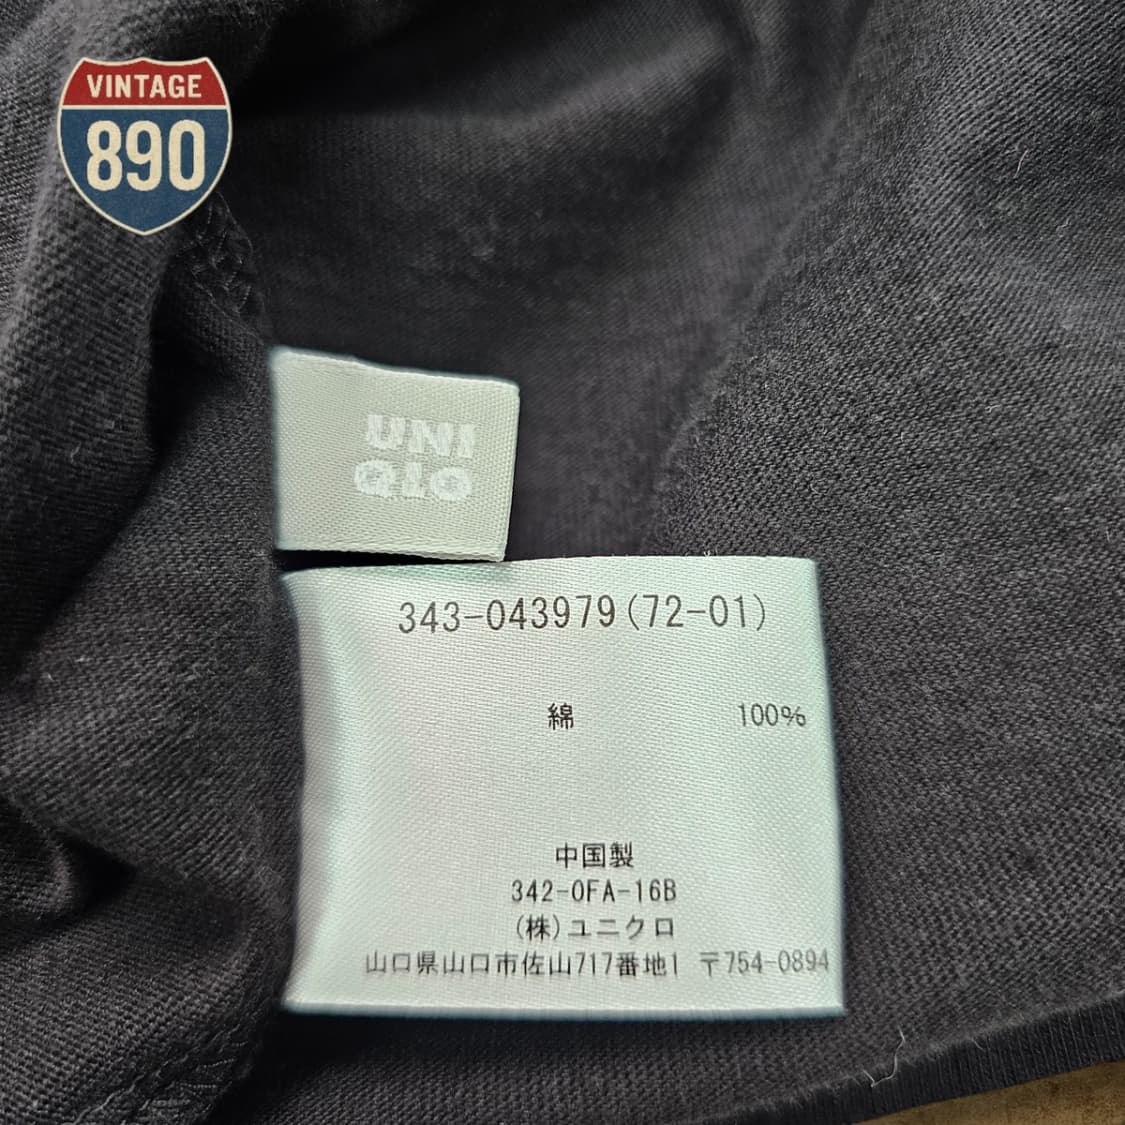 VINTAGE
890
UNI
QLO
343-043979(72-01)
綿 100%
中国製
342-0FA-16B
(株)ユニクロ
山口県山口市佐山717番地1 〒754-0894